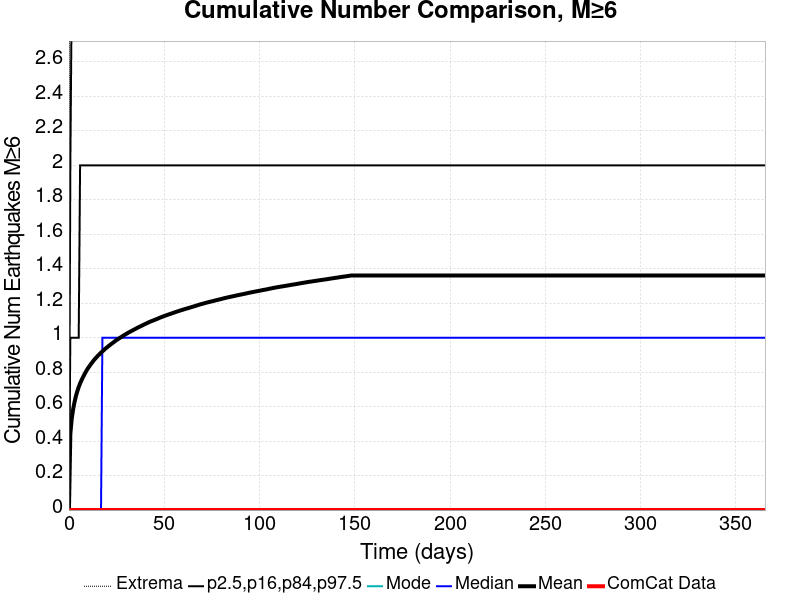 Cumulative Number Comparison, M≥6
Cumulative Num Earthquakes M≥6
2.6
2.4
2.2
2
1.8
1.6
1.4
1.2
1
0.8
0.6
0.4
0.2
0
0 50 100 150 200 250 300 350
Time (days)
Extrema p2.5,p16,p84,p97.5 Mode Median Mean ComCat Data